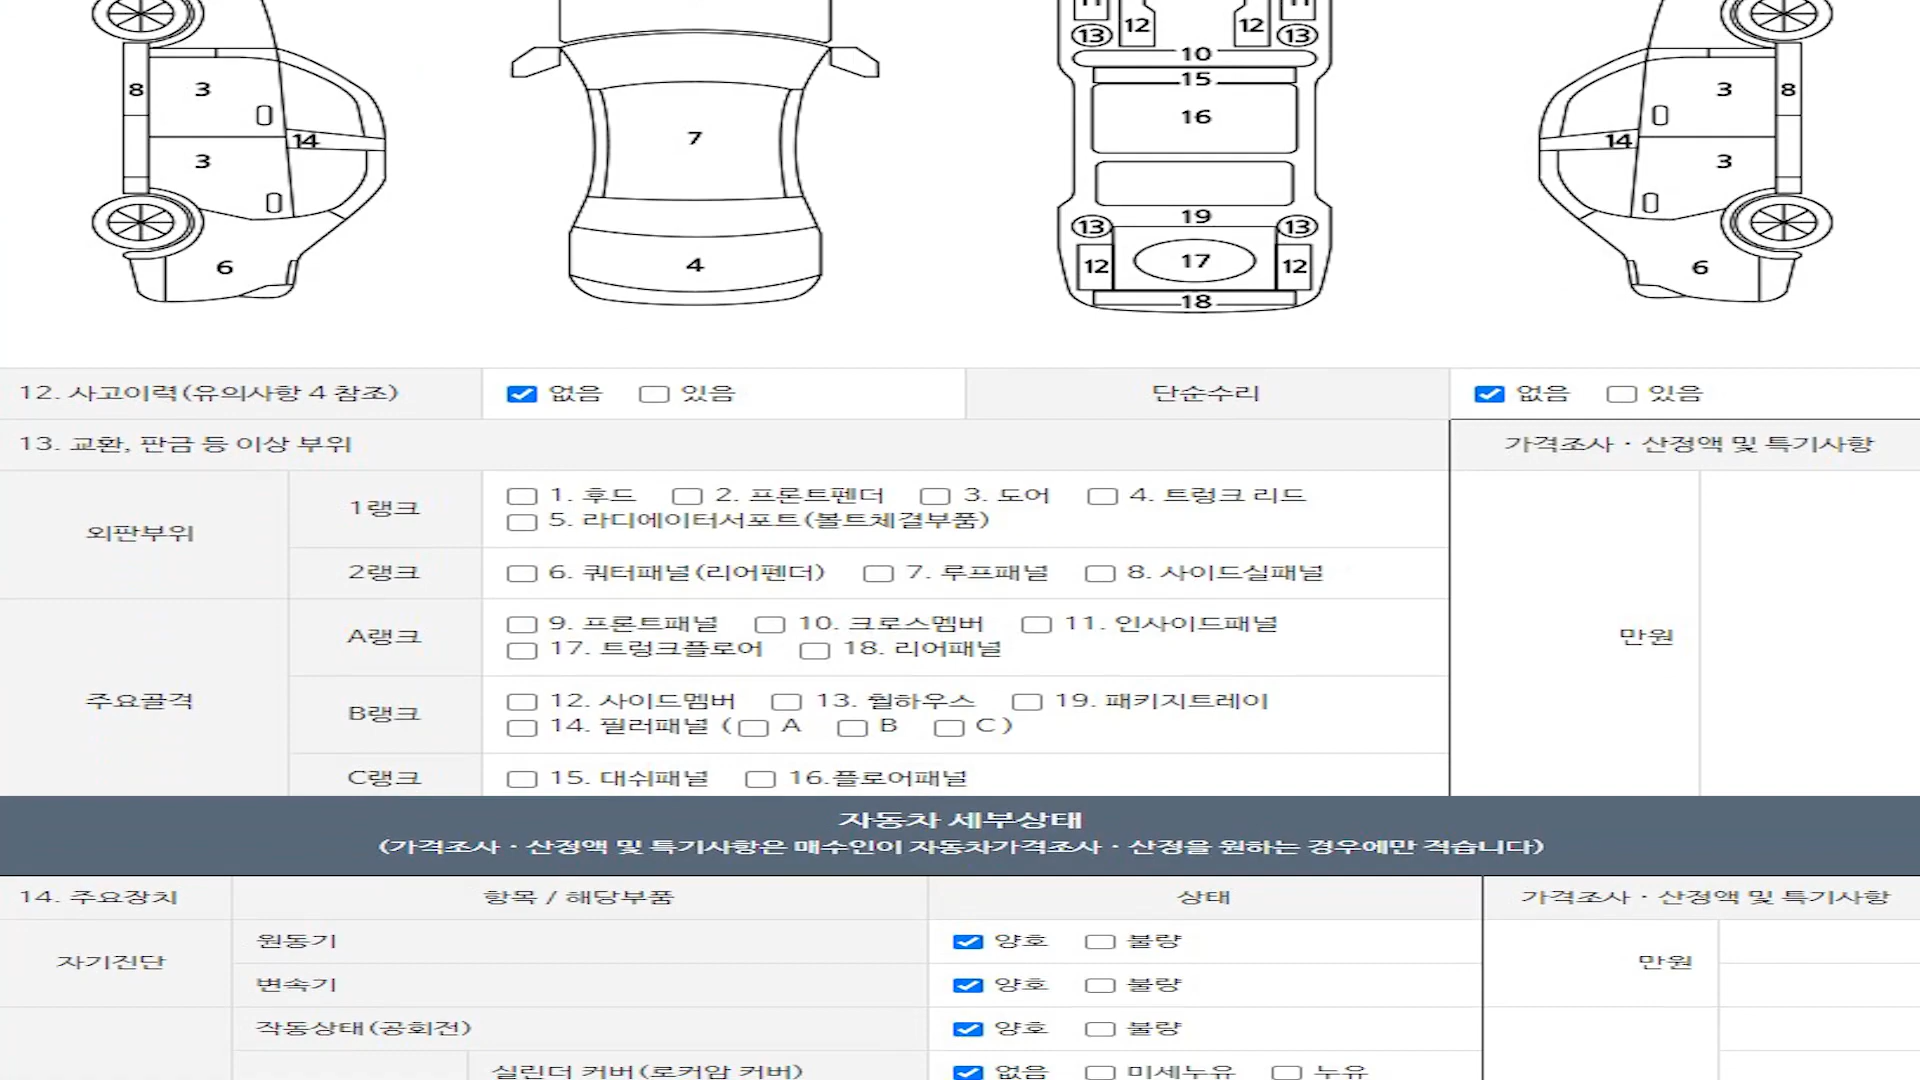 12 12
13 13
10
15
8 3 3 8
16
7
14 14
3 3
19
13 13
6 4 12 17 12 6
18
12. 사고이력(유의사항 4 참조) 없음 있음 단순수리 없음 있음
13. 교환, 판금 등 이상 부위 가격조사 · 산정액 및 특기사항
외판부위 1랭크 1. 후드 2. 프론트펜더 3. 도어 4. 트렁크 리드
5. 라디에이터서포트(볼트체결부품)
2랭크 6. 쿼터패널(리어펜더) 7. 루프패널 8. 사이드실패널
주요골격 A랭크 9. 프론트패널 10. 크로스멤버 11. 인사이드패널
17. 트렁크플로어 18. 리어패널
만원
B랭크 12. 사이드멤버 13. 휠하우스 19. 패키지트레이
14. 필러패널 ( A B C )
C랭크 15. 대쉬패널 16.플로어패널
자동차 세부상태
(가격조사 · 산정액 및 특기사항은 매수인이 자동차가격조사 · 산정을 원하는 경우에만 적습니다)
14. 주요장치 항목 / 해당부품 상태 가격조사 · 산정액 및 특기사항
자기진단 원동기 양호 불량
만원
변속기 양호 불량
작동상태(공회전) 양호 불량
실린더 커버(로커암 커버) 없음 미세누유 누유